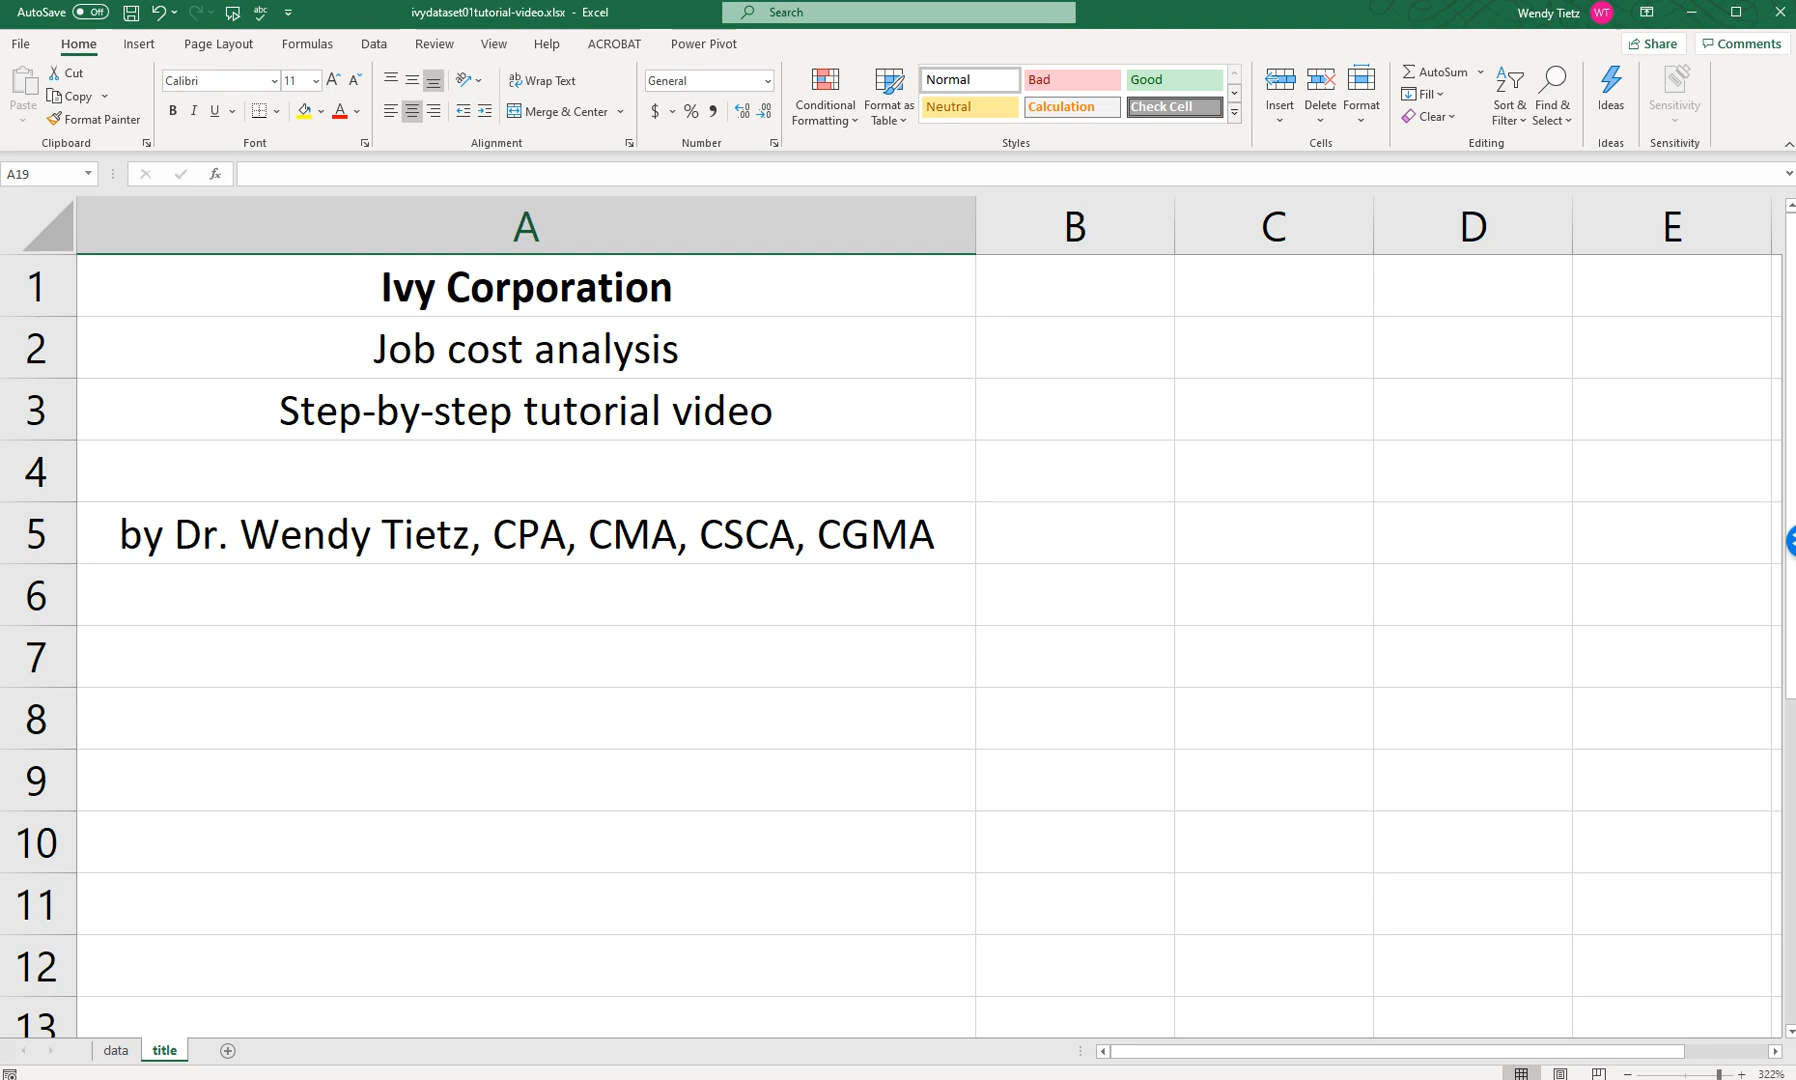 AutoSave Off abc ivydataset01tutorial-video.xlsx - Excel Search Wendy Tietz WT
File Home Insert Page Layout Formulas Data Review View Help ACROBAT Power Pivot Share Comments
Paste Cut Copy Format Painter
Clipboard
Calibri 11 A A
B I U A
Font
ab Wrap Text
Merge & Center
Alignment
General
$ % , .00 .00
Number
Conditional Formatting Format as Table
Normal Bad Good
Neutral Calculation Check Cell
Styles
Insert Delete Format
Cells
AutoSum
Fill
Clear
Sort & Filter Find & Select
Editing
Ideas
Ideas
Sensitivity
Sensitivity
A19 fx
A B C D E
1 Ivy Corporation
2 Job cost analysis
3 Step-by-step tutorial video
4
5 by Dr. Wendy Tietz, CPA, CMA, CSCA, CGMA
6
7
8
9
10
11
12
13
data title
322%